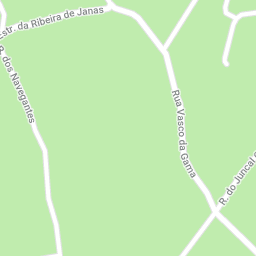 Estr. da Ribeira de Janas
R. dos Navegantes
Rua Vasco da Gama
R. do Juncal